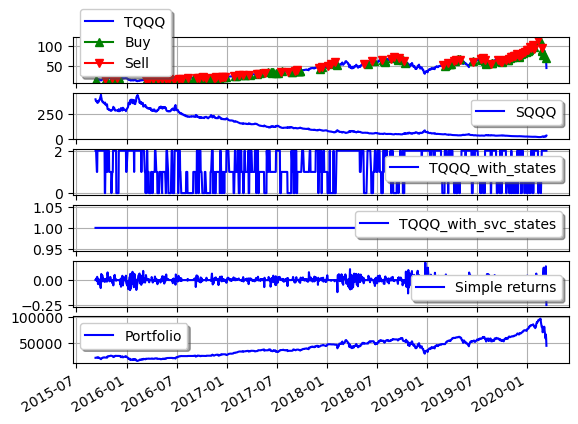 TQQQ
Buy
Sell
100
50
SQQQ
250
0
TQQQ_with_states
2
0
TQQQ_with_svc_states
1.05
1.00
0.95
Simple returns
0.00
−0.25
Portfolio
100000
50000
2015-07
2016-01
2016-07
2017-01
2017-07
2018-01
2018-07
2019-01
2019-07
2020-01